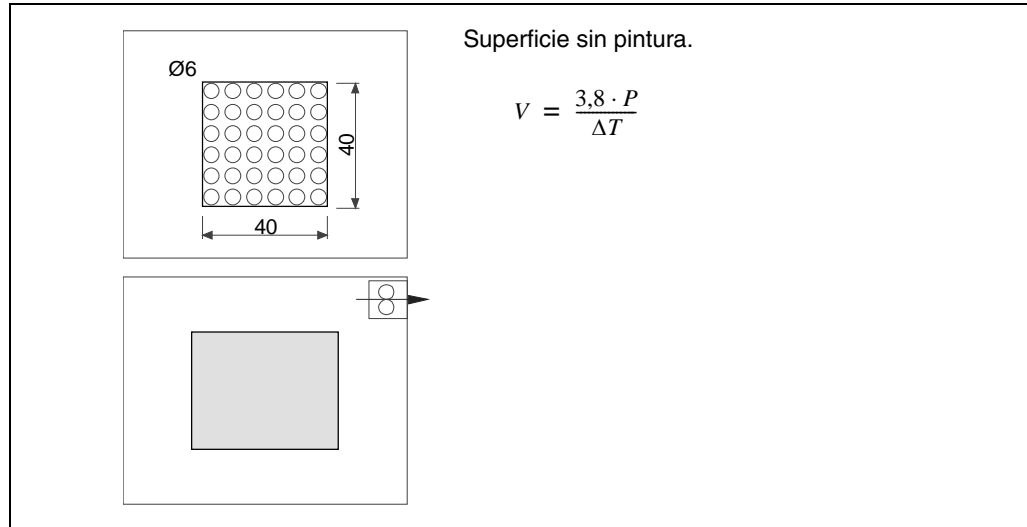 Superficie sin pintura.
V = 3,8 · P / ΔT
Ø6
40
40